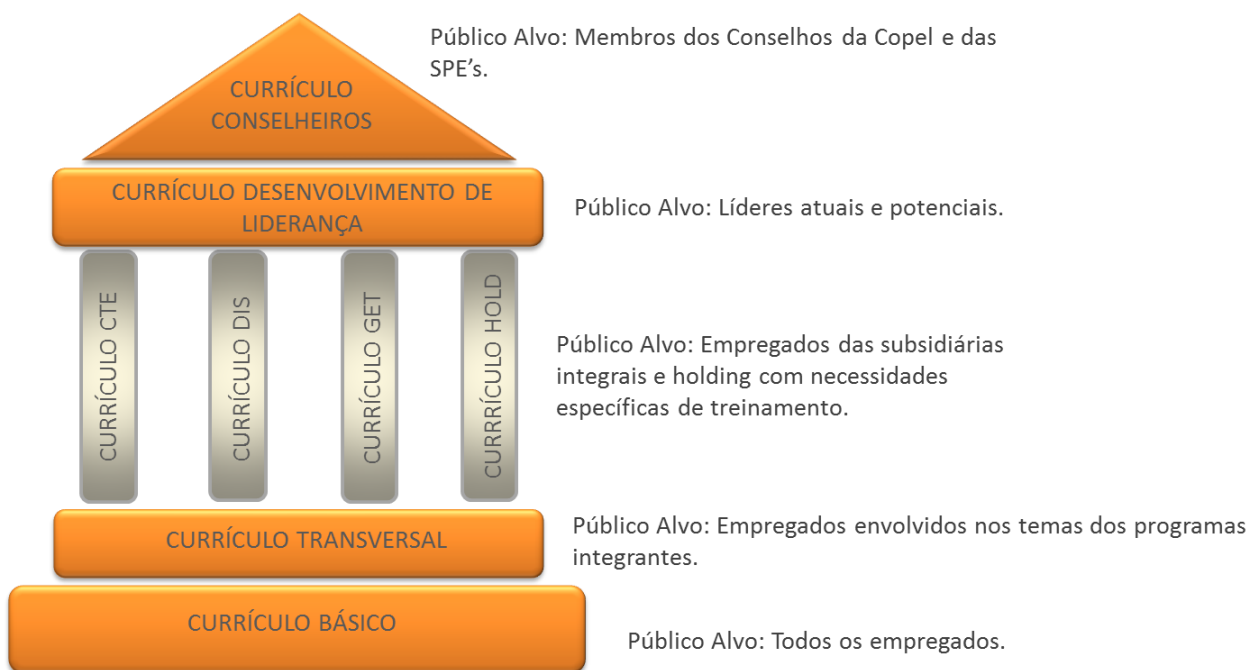 Público Alvo: Membros dos Conselhos da Copel e das
SPE's.
CURRÍCULO
CONSELHEIROS
CURRÍCULO DESENVOLVIMENTO DE
LIDERANÇA
Público Alvo: Líderes atuais e potenciais.
CURRÍCULO CTE
CURRÍCULO DIS
CURRÍCULO GET
CURRRÍCULO HOLD
Público Alvo: Empregados das subsidiárias
integrais e holding com necessidades
específicas de treinamento.
CURRÍCULO TRANSVERSAL
Público Alvo: Empregados envolvidos nos temas dos programas
integrantes.
CURRÍCULO BÁSICO
Público Alvo: Todos os empregados.